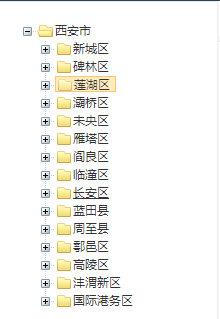 西安市
新城区
碑林区
莲湖区
灞桥区
未央区
雁塔区
阎良区
临潼区
长安区
蓝田县
周至县
鄠邑区
高陵区
沣渭新区
国际港务区